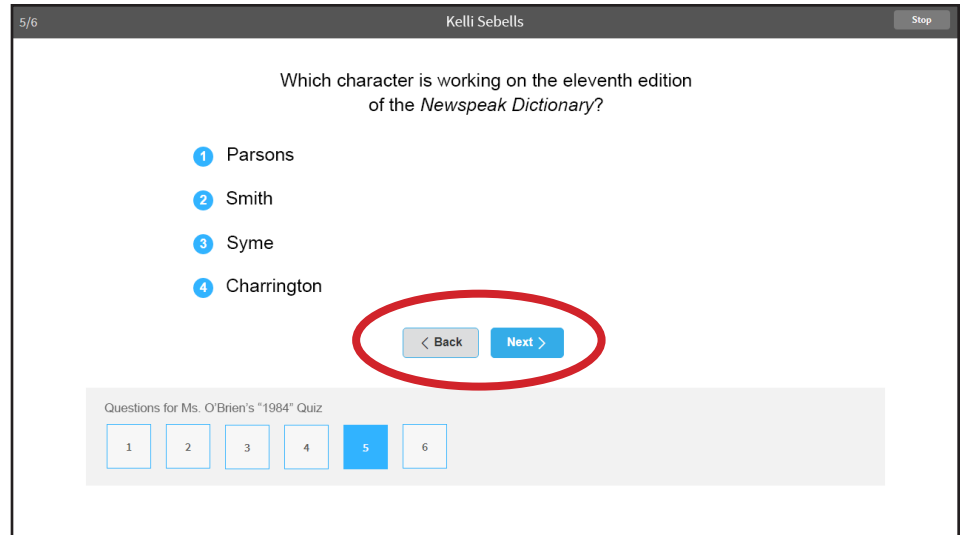 5/6
Kelli Sebells
Stop
Which character is working on the eleventh edition
of the Newspeak Dictionary?
1 Parsons
2 Smith
3 Syme
4 Charrington
< Back
Next >
Questions for Ms. O'Brien's "1984" Quiz
1 2 3 4 5 6